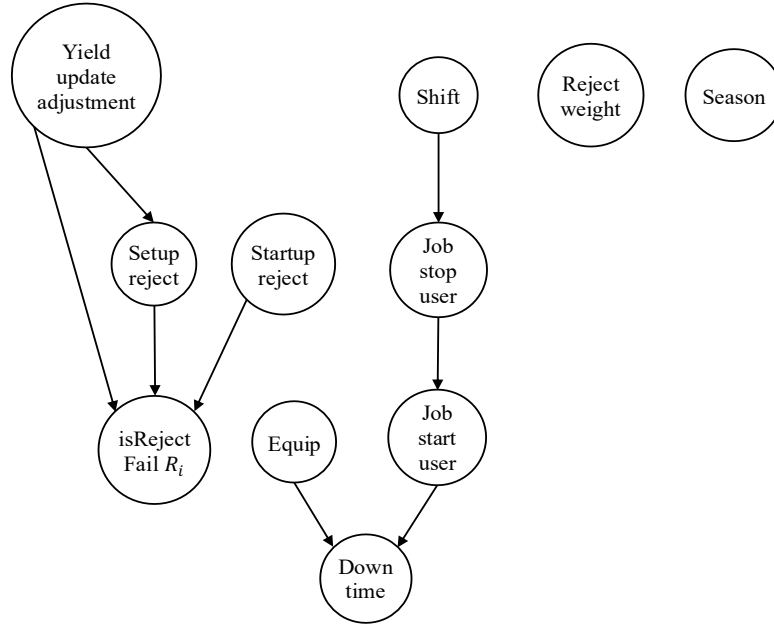 Yield
update
adjustment
Shift
Reject
weight
Season
Setup
reject
Startup
reject
Job
stop
user
isReject
Fail R_i
Equip
Job
start
user
Down
time